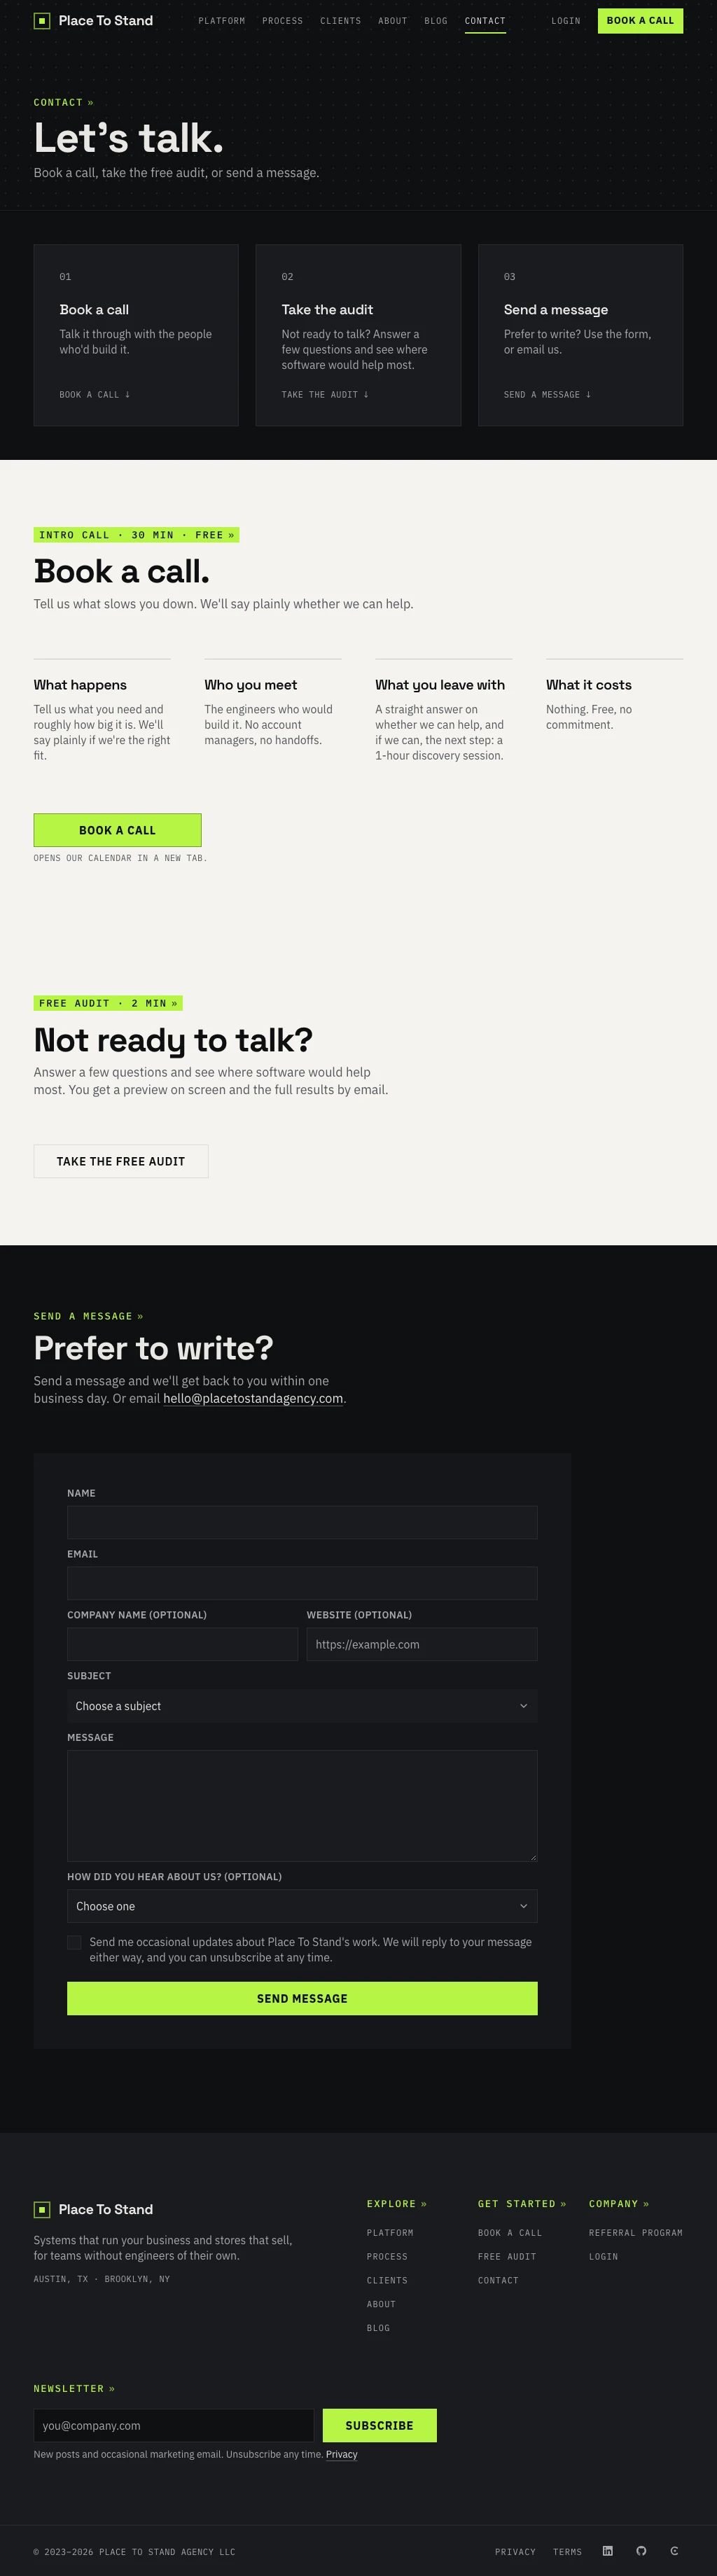 Place To Stand
PLATFORM
PROCESS
CLIENTS
ABOUT
BLOG
CONTACT
LOGIN
BOOK A CALL
CONTACT »
Let's talk.
Book a call, take the free audit, or send a message.
01
Book a call
Talk it through with the people
who'd build it.
BOOK A CALL ↓
02
Take the audit
Not ready to talk? Answer a
few questions and see where
software would help most.
TAKE THE AUDIT ↓
03
Send a message
Prefer to write? Use the form,
or email us.
SEND A MESSAGE ↓
INTRO CALL · 30 MIN · FREE »
Book a call.
Tell us what slows you down. We'll say plainly whether we can help.
What happens
Tell us what you need and
roughly how big it is. We'll
say plainly if we're the right
fit.
Who you meet
The engineers who would
build it. No account
managers, no handoffs.
What you leave with
A straight answer on
whether we can help, and
if we can, the next step: a
1-hour discovery session.
What it costs
Nothing. Free, no
commitment.
BOOK A CALL
OPENS OUR CALENDAR IN A NEW TAB.
FREE AUDIT · 2 MIN »
Not ready to talk?
Answer a few questions and see where software would help
most. You get a preview on screen and the full results by email.
TAKE THE FREE AUDIT
SEND A MESSAGE »
Prefer to write?
Send a message and we'll get back to you within one
business day. Or email hello@placetostandagency.com.
NAME
EMAIL
COMPANY NAME (OPTIONAL)
WEBSITE (OPTIONAL)
https://example.com
SUBJECT
Choose a subject
MESSAGE
HOW DID YOU HEAR ABOUT US? (OPTIONAL)
Choose one
Send me occasional updates about Place To Stand's work. We will reply to your message
either way, and you can unsubscribe at any time.
SEND MESSAGE
Place To Stand
Systems that run your business and stores that sell,
for teams without engineers of their own.
AUSTIN, TX · BROOKLYN, NY
EXPLORE »
PLATFORM
PROCESS
CLIENTS
ABOUT
BLOG
GET STARTED »
BOOK A CALL
FREE AUDIT
CONTACT
COMPANY »
REFERRAL PROGRAM
LOGIN
NEWSLETTER »
you@company.com
SUBSCRIBE
New posts and occasional marketing email. Unsubscribe any time. Privacy
© 2023–2026 PLACE TO STAND AGENCY LLC
PRIVACY
TERMS